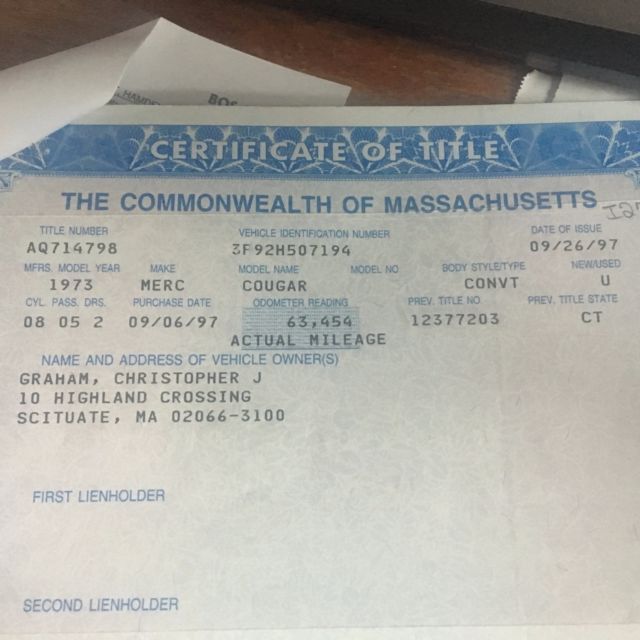 BOS
CERTIFICATE OF TITLE
THE COMMONWEALTH OF MASSACHUSETTS
TITLE NUMBER VEHICLE IDENTIFICATION NUMBER DATE OF ISSUE
AQ714798 3F92H507194 09/26/97
MFRS. MODEL YEAR MAKE MODEL NAME MODEL NO BODY STYLE/TYPE NEW/USED
1973 MERC COUGAR CONVT U
CYL. PASS. DRS. PURCHASE DATE ODOMETER READING PREV. TITLE NO PREV. TITLE STATE
08 05 2 09/06/97 63,454 12377203 CT
ACTUAL MILEAGE
NAME AND ADDRESS OF VEHICLE OWNER(S)
GRAHAM, CHRISTOPHER J
10 HIGHLAND CROSSING
SCITUATE, MA 02066-3100
FIRST LIENHOLDER
SECOND LIENHOLDER